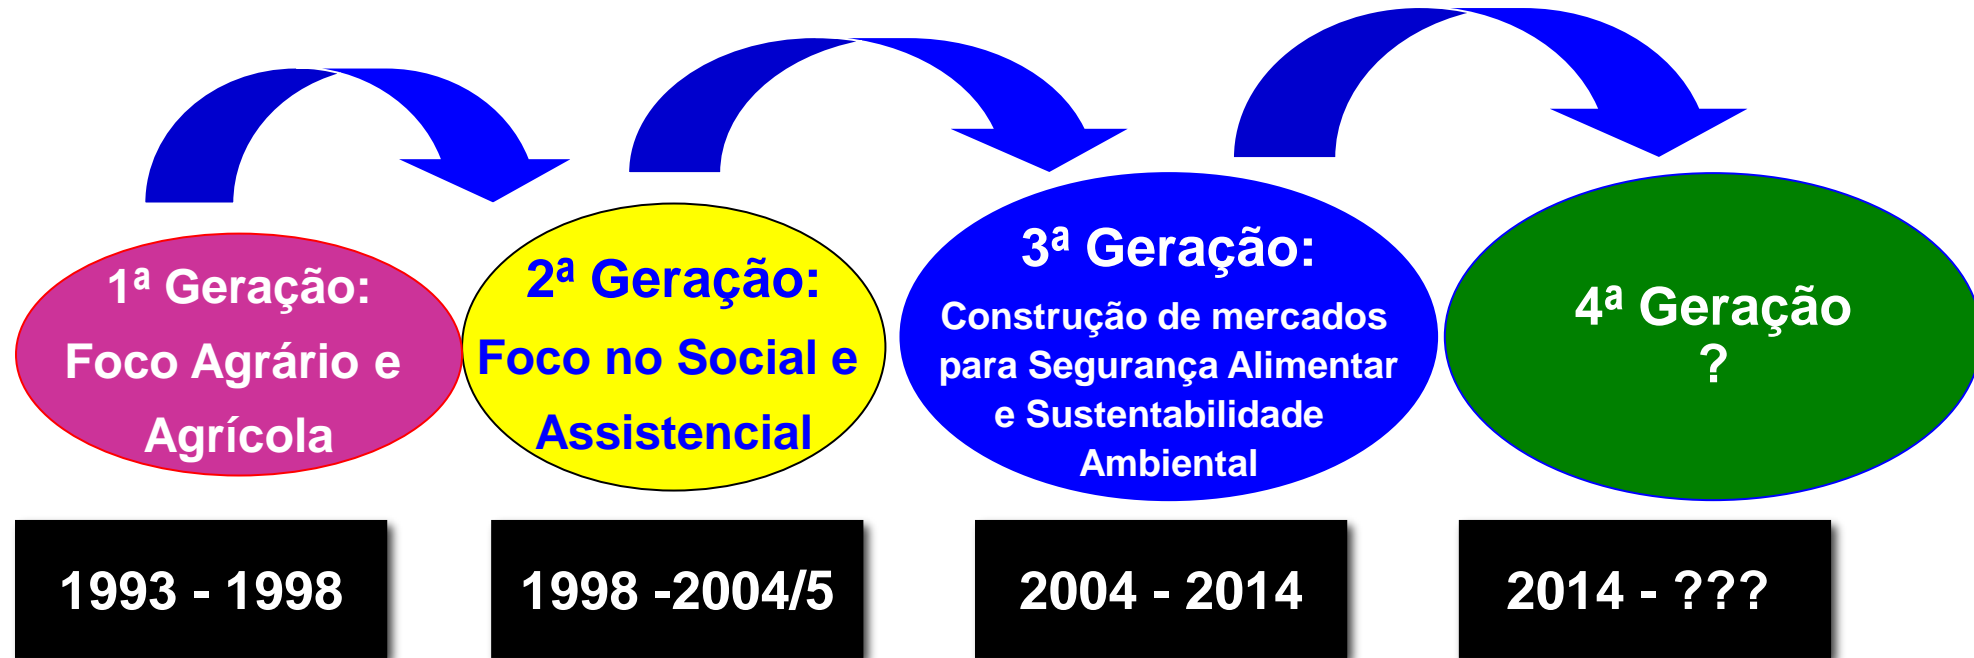 1ª Geração:
Foco Agrário e
Agrícola
2ª Geração:
Foco no Social e
Assistencial
3ª Geração:
Construção de mercados
para Segurança Alimentar
e Sustentabilidade
Ambiental
4ª Geração
?
1993 - 1998
1998 -2004/5
2004 - 2014
2014 - ???